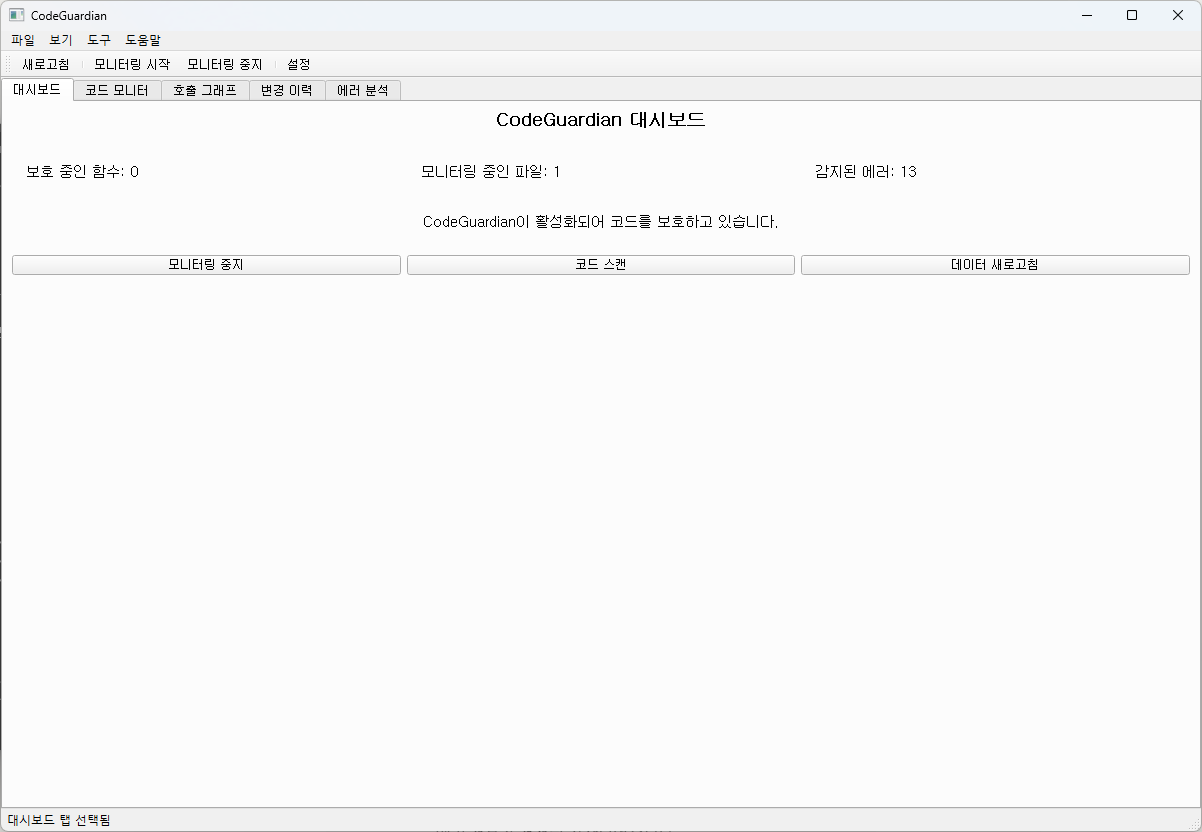 CodeGuardian
파일 보기 도구 도움말
새로고침 모니터링 시작 모니터링 중지 설정
대시보드 코드 모니터 호출 그래프 변경 이력 에러 분석
CodeGuardian 대시보드
보호 중인 함수: 0 모니터링 중인 파일: 1 감지된 에러: 13
CodeGuardian이 활성화되어 코드를 보호하고 있습니다.
모니터링 중지 코드 스캔 데이터 새로고침
대시보드 탭 선택됨